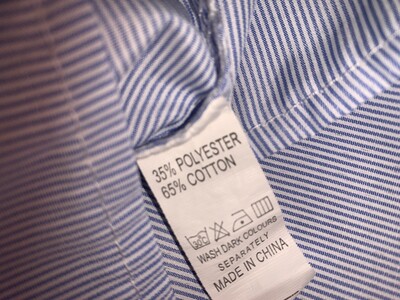 35% POLYESTER
65% COTTON
WASH DARK COLOURS
SEPARATELY
MADE IN CHINA